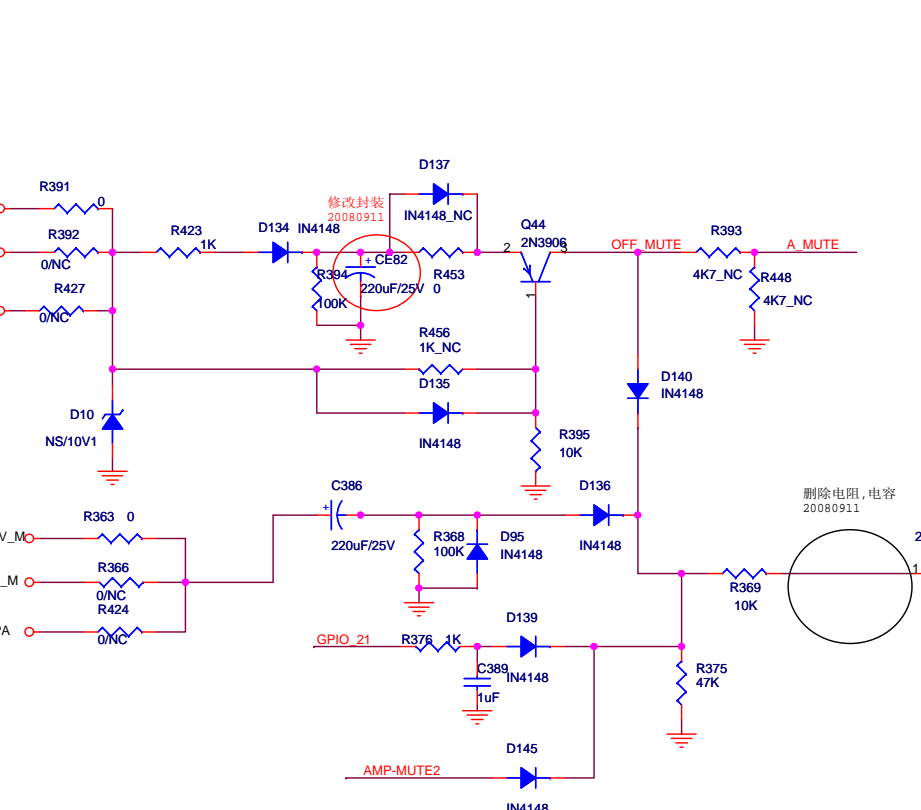 D137
R391
0
修改封装
20080911
IN4148_NC
R392
0/NC
R423
1K
D134
IN4148
Q44
2N3906
2
3
1
OFF_MUTE
R393
4K7_NC
A_MUTE
R427
0/NC
R394
100K
+
CE82
220uF/25V
R453
0
R448
4K7_NC
R456
1K_NC
D135
IN4148
D140
IN4148
D10
NS/10V1
R395
10K
C386
+
220uF/25V
D136
IN4148
删除电阻,电容
20080911
R363
0
V_M
R368
100K
D95
IN4148
2
1
R366
0/NC
_M
R369
10K
R424
0/NC
PA
D139
IN4148
GPIO_21
R376
1K
C389
1uF
R375
47K
D145
AMP-MUTE2
IN4148